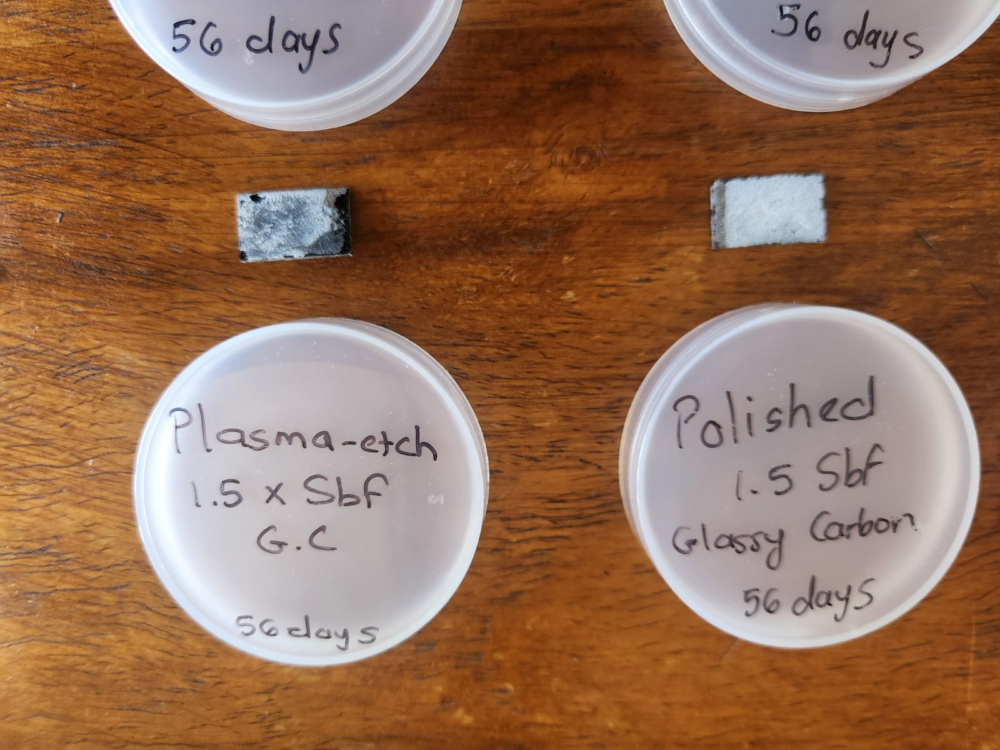 56 days
56 days
Plasma-etch
1.5 x Sbf
G.C
56 days
Polished
1.5 Sbf
Glassy Carbon
56 days